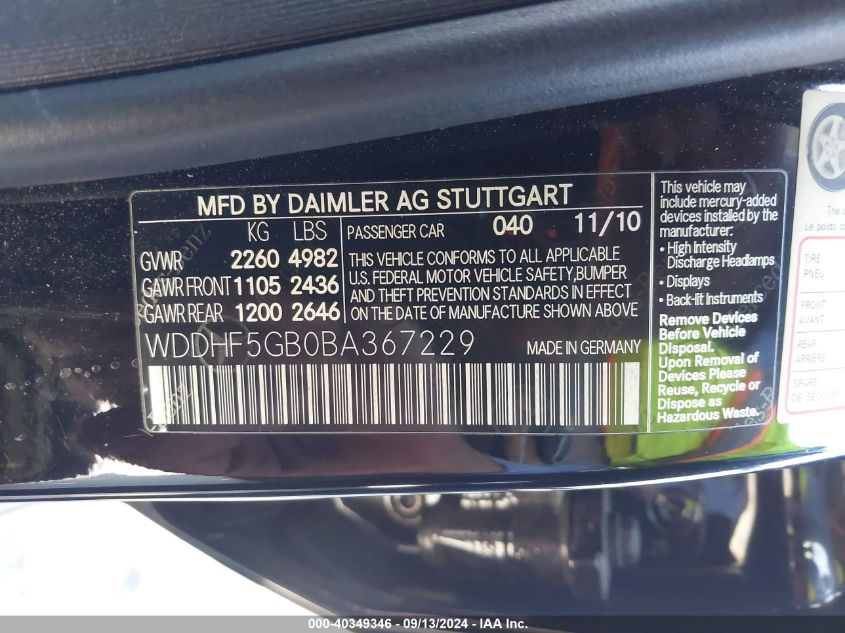 MFD BY DAIMLER AG STUTTGART
KG LBS
GVWR 2260 4982
GAWR FRONT 1105 2436
GAWR REAR 1200 2646
PASSENGER CAR 040 11/10
THIS VEHICLE CONFORMS TO ALL APPLICABLE
U.S. FEDERAL MOTOR VEHICLE SAFETY,BUMPER
AND THEFT PREVENTION STANDARDS IN EFFECT
ON THE DATE OF MANUFACTURE SHOWN ABOVE
WDDHF5GB0BA367229 MADE IN GERMANY
This vehicle may
include mercury-added
devices installed by the
manufacturer:
• High Intensity
Discharge Headlamps
• Displays
• Back-lit Instruments
Remove Devices
Before Vehicle
Disposal.
Upon Removal of
Devices Please
Reuse, Recycle or
Dispose as
Hazardous Waste.
The
Le poids
TIRE
PNEU
FRONT
AVANT
REAR
ARRIERE
SPARE
DE SECOURS
000-40349346 - 09/13/2024 - IAA Inc.